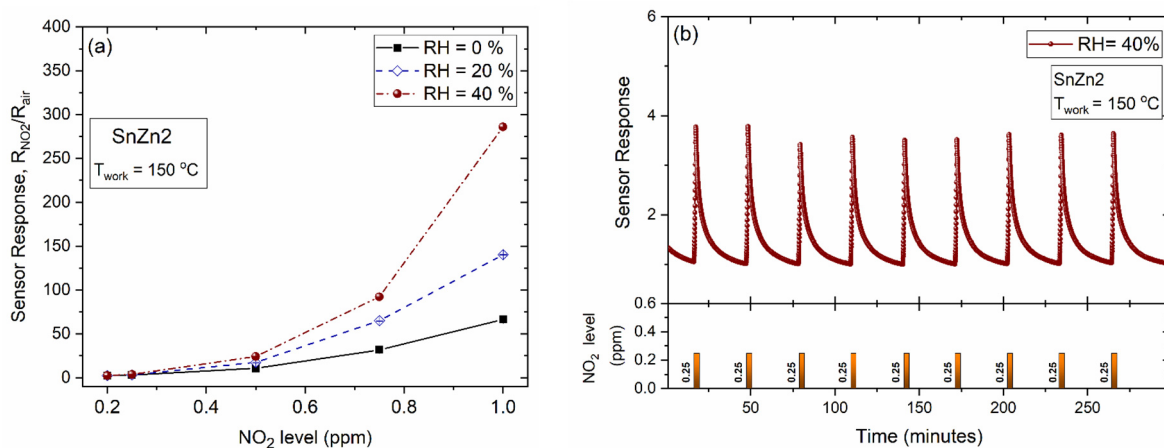 (a)
RH = 0 %
RH = 20 %
RH = 40 %
SnZn2
T_work = 150 °C
Sensor Response, R_NO2/R_air
400
350
300
250
200
150
100
50
0
0.2 0.4 0.6 0.8 1.0
NO₂ level (ppm)
(b)
RH= 40%
SnZn2
T_work = 150 °C
Sensor Response
6
4
2
NO₂ level
(ppm)
0.6
0.4
0.2
0.0
0.25 0.25 0.25 0.25 0.25 0.25 0.25 0.25 0.25
50 100 150 200 250
Time (minutes)